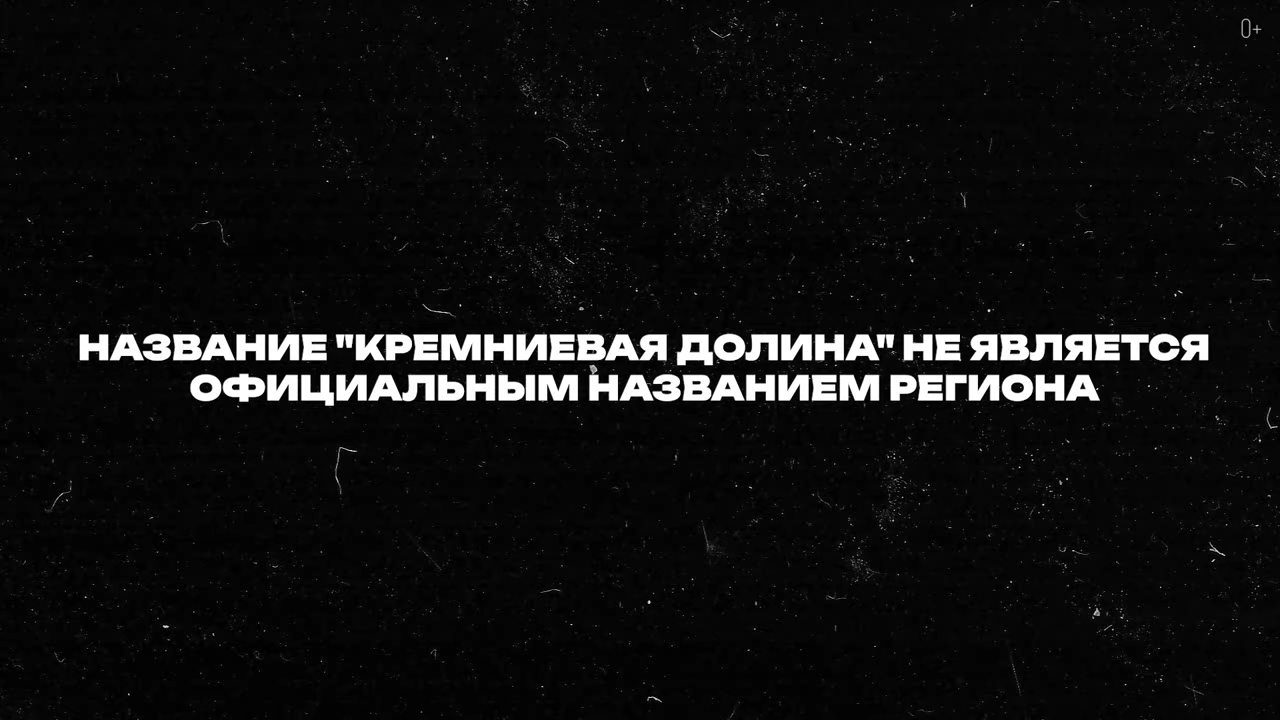 0+
НАЗВАНИЕ "КРЕМНИЕВАЯ ДОЛИНА" НЕ ЯВЛЯЕТСЯ
ОФИЦИАЛЬНЫМ НАЗВАНИЕМ РЕГИОНА